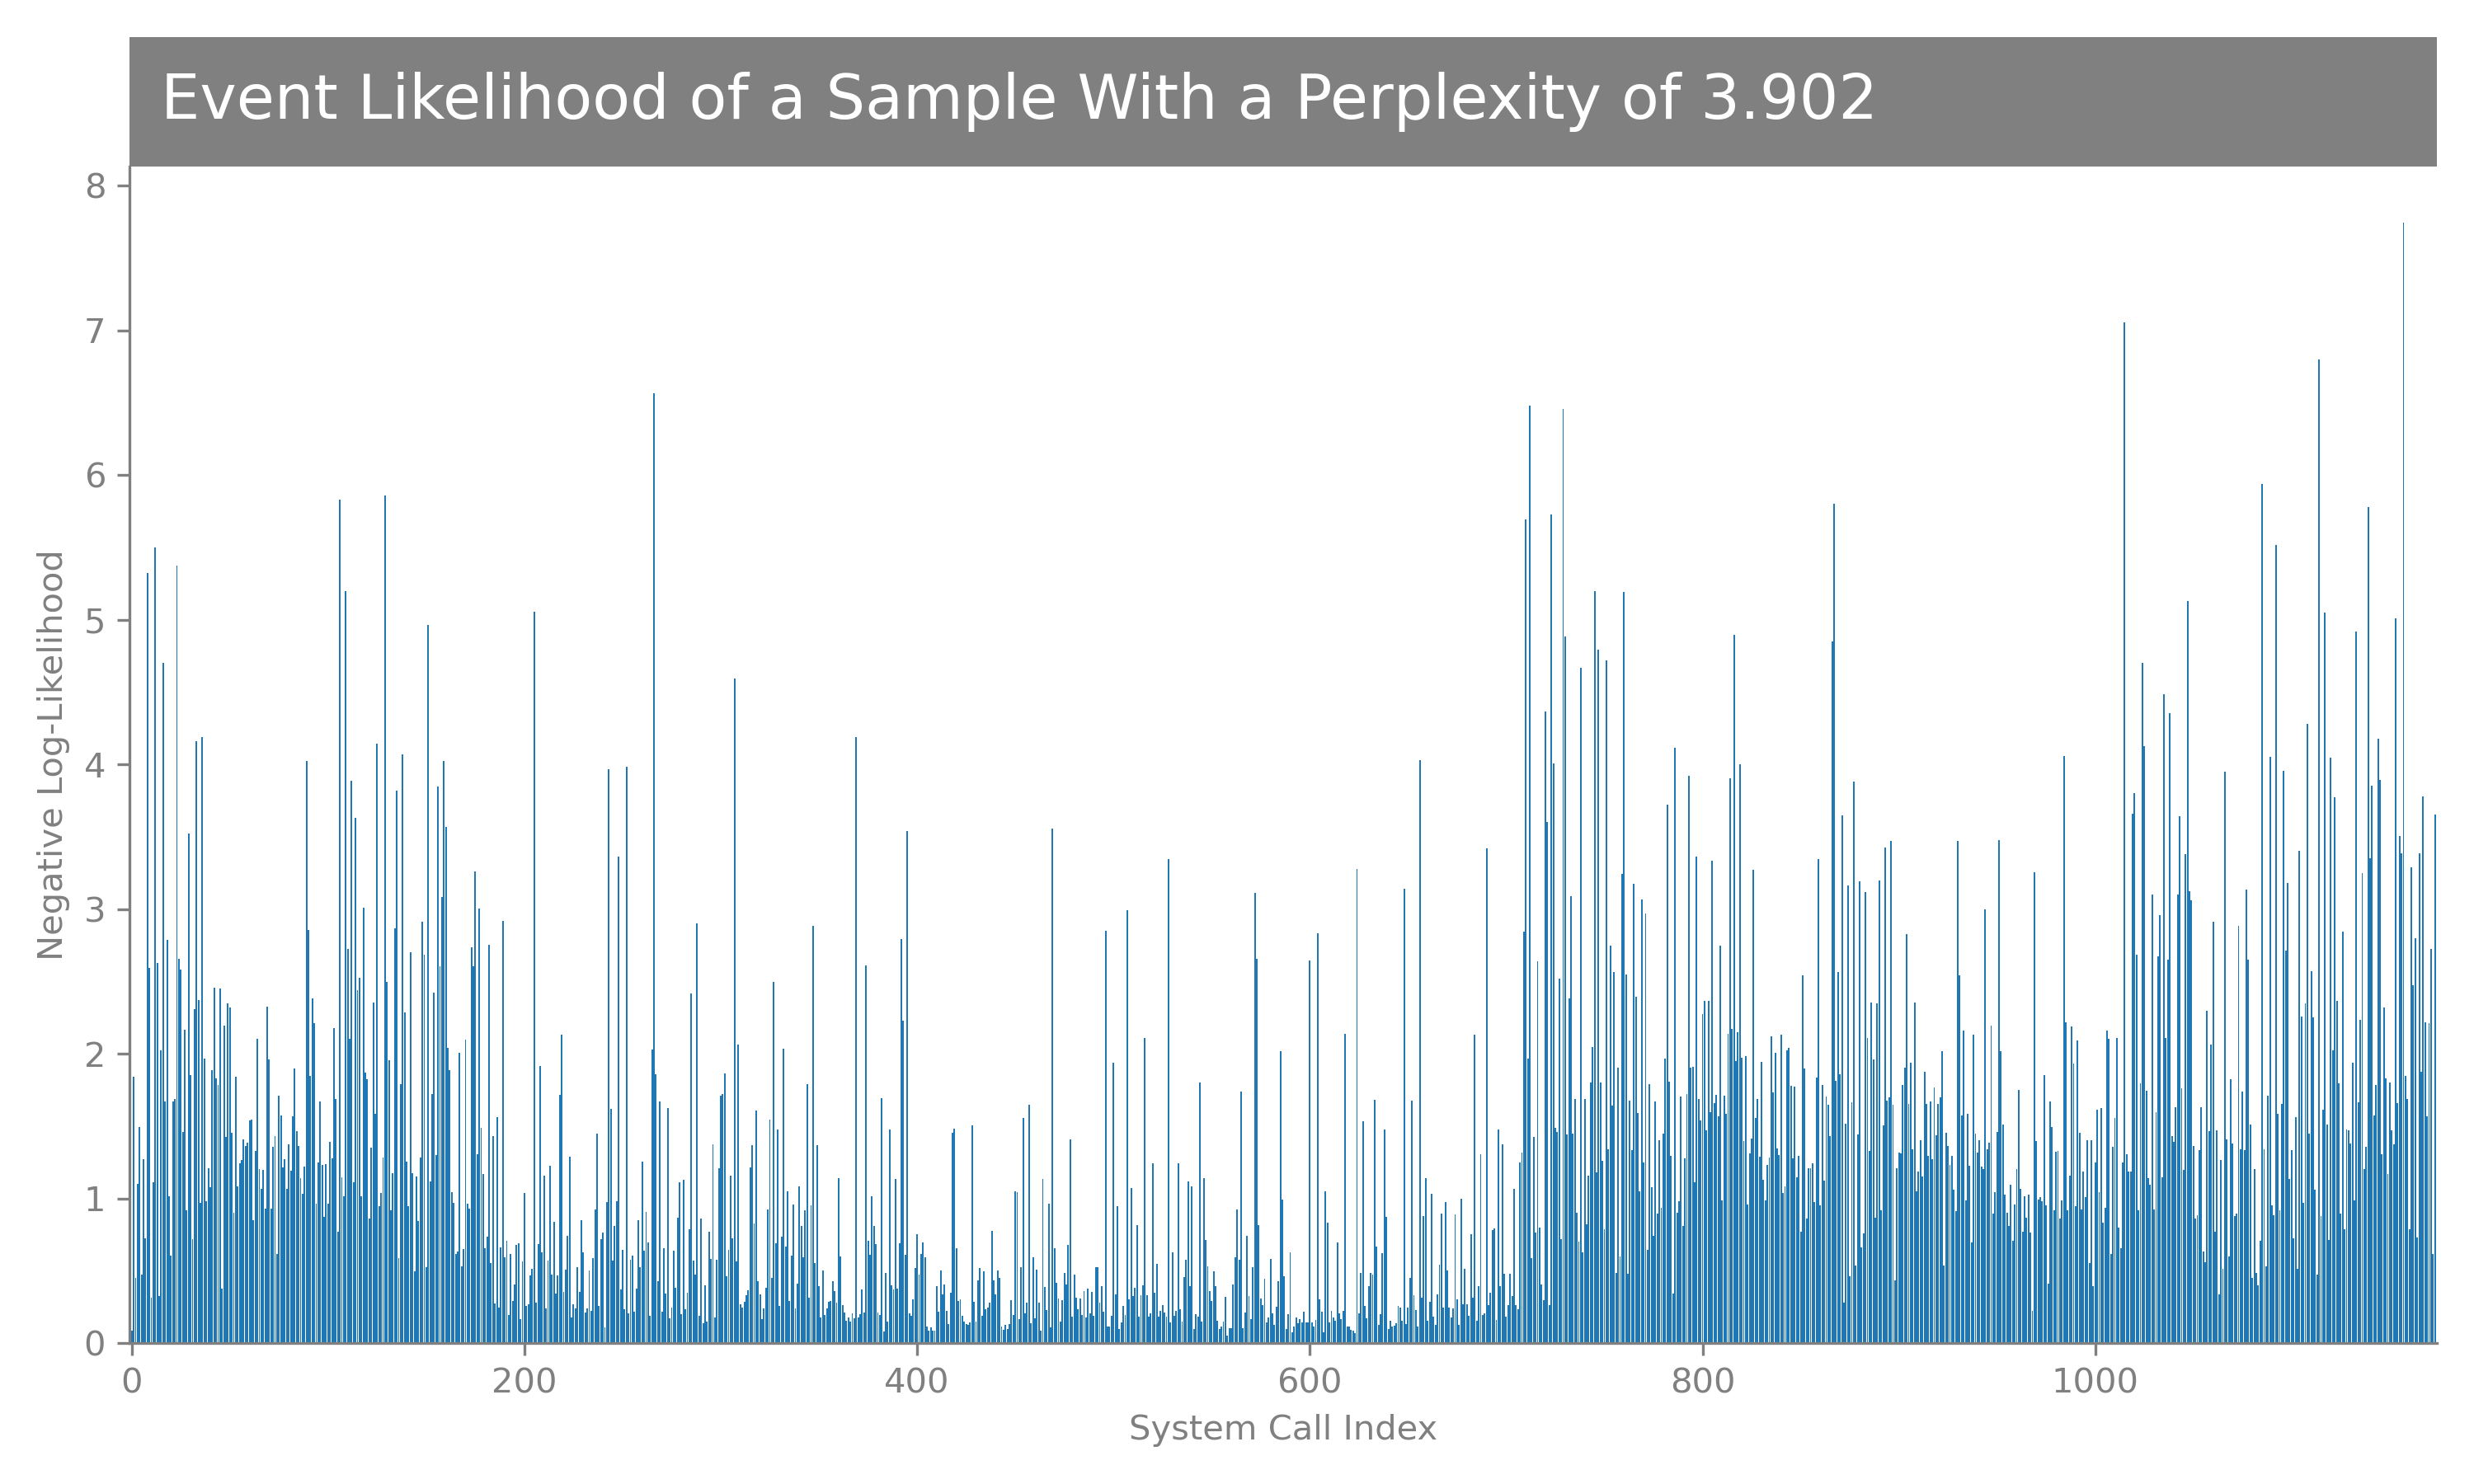 Event Likelihood of a Sample With a Perplexity of 3.902
8
7
6
5
4
3
2
1
0
Negative Log-Likelihood
0 200 400 600 800 1000
System Call Index